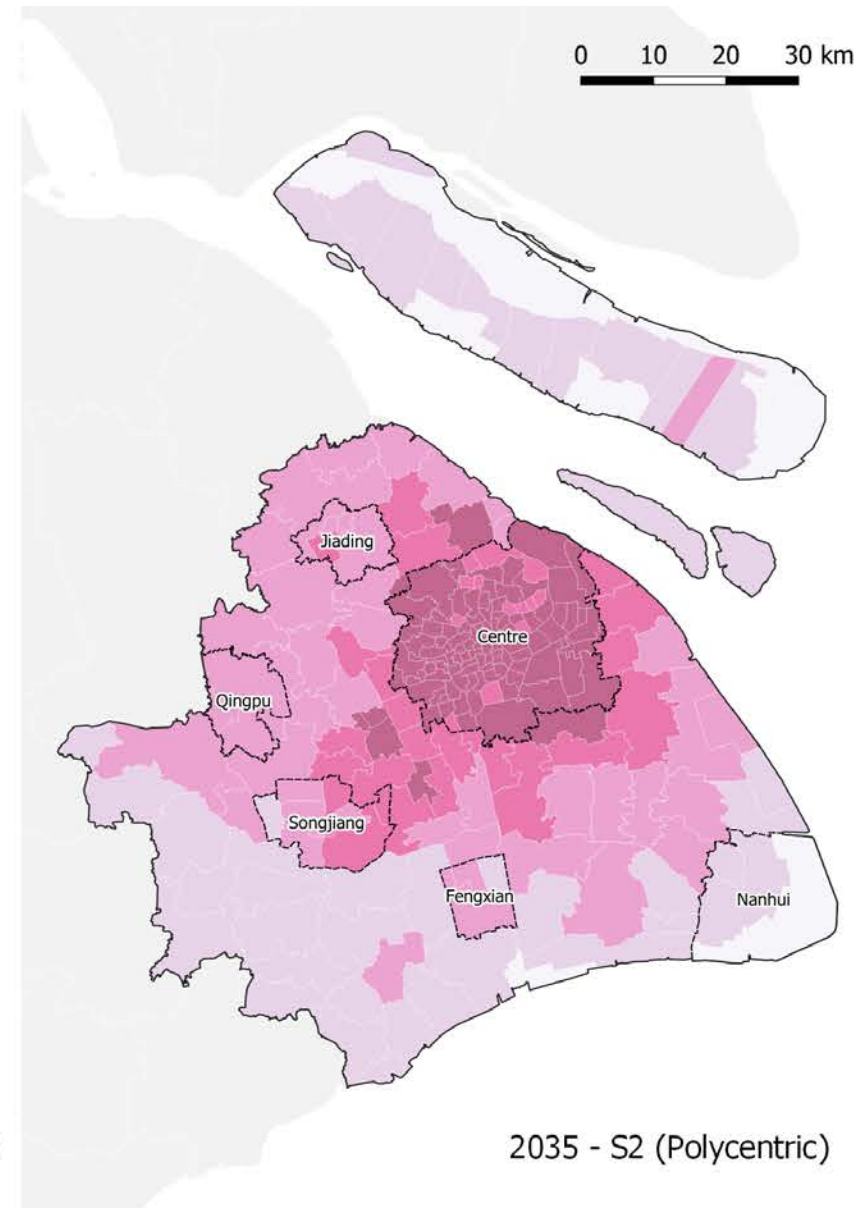 0 10 20 30 km
Jiading
Centre
Qingpu
Songjiang
Fengxian
Nanhui
2035 - S2 (Polycentric)